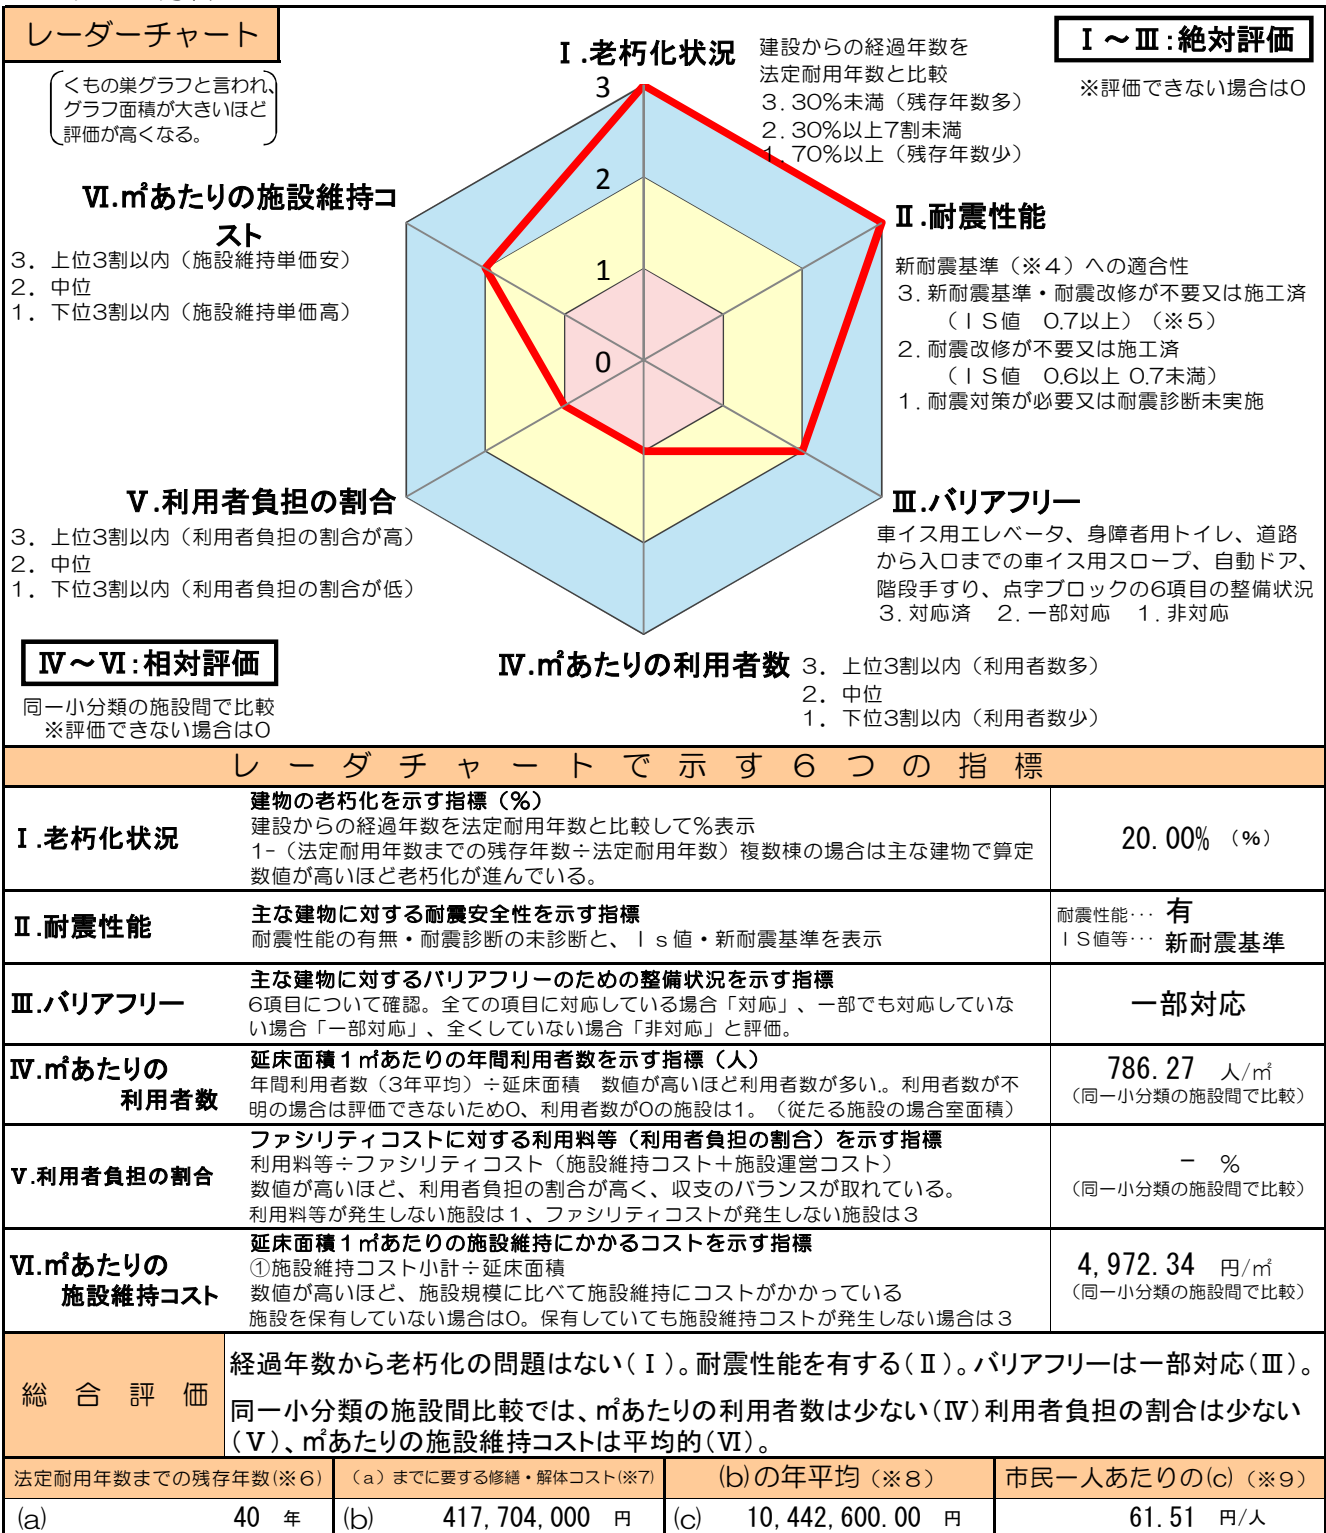 レーダーチャート
くもの巣グラフと言われ、
グラフ面積が大きいほど
評価が高くなる。
Ⅰ～Ⅲ：絶対評価
※評価できない場合は0
Ⅰ.老朽化状況
建設からの経過年数を
法定耐用年数と比較
3．30%未満（残存年数多）
2．30%以上7割未満
1．70%以上（残存年数少）
3
2
1
0
Ⅱ.耐震性能
新耐震基準（※４）への適合性
3．新耐震基準・耐震改修が不要又は施工済
（ＩＳ値　0.7以上）（※５）
2．耐震改修が不要又は施工済
（ＩＳ値　0.6以上 0.7未満）
1．耐震対策が必要又は耐震診断未実施
Ⅵ.㎡あたりの施設維持コ
スト
3．上位3割以内（施設維持単価安）
2．中位
1．下位3割以内（施設維持単価高）
Ⅴ.利用者負担の割合
3．上位3割以内（利用者負担の割合が高）
2．中位
1．下位3割以内（利用者負担の割合が低）
Ⅲ.バリアフリー
車イス用エレベータ、身障者用トイレ、道路
から入口までの車イス用スロープ、自動ドア、
階段手すり、点字ブロックの6項目の整備状況
3．対応済　2．一部対応　1．非対応
Ⅳ～Ⅵ：相対評価
同一小分類の施設間で比較
※評価できない場合は0
Ⅳ.㎡あたりの利用者数
3．上位3割以内（利用者数多）
2．中位
1．下位3割以内（利用者数少）
レーダチャートで示す６つの指標
Ⅰ.老朽化状況
建物の老朽化を示す指標（％）
建設からの経過年数を法定耐用年数と比較して%表示
1-（法定耐用年数までの残存年数÷法定耐用年数）複数棟の場合は主な建物で算定
数値が高いほど老朽化が進んでいる。
20.00% （%）
Ⅱ.耐震性能
主な建物に対する耐震安全性を示す指標
耐震性能の有無・耐震診断の未診断と、Ｉｓ値・新耐震基準を表示
耐震性能… 有
ＩＳ値等… 新耐震基準
Ⅲ.バリアフリー
主な建物に対するバリアフリーのための整備状況を示す指標
6項目について確認。全ての項目に対応している場合「対応」、一部でも対応していな
い場合「一部対応」、全くしていない場合「非対応」と評価。
一部対応
Ⅳ.㎡あたりの
利用者数
延床面積１㎡あたりの年間利用者数を示す指標（人）
年間利用者数（3年平均）÷延床面積　数値が高いほど利用者数が多い。利用者数が不
明の場合は評価できないため0、利用者数が0の施設は1。（従たる施設の場合室面積）
786.27 人/㎡
（同一小分類の施設間で比較）
Ⅴ.利用者負担の割合
ファシリティコストに対する利用料等（利用者負担の割合）を示す指標
利用料等÷ファシリティコスト（施設維持コスト＋施設運営コスト）
数値が高いほど、利用者負担の割合が高く、収支のバランスが取れている。
利用料等が発生しない施設は１、ファシリティコストが発生しない施設は３
－ %
（同一小分類の施設間で比較）
Ⅵ.㎡あたりの
施設維持コスト
延床面積１㎡あたりの施設維持にかかるコストを示す指標
①施設維持コスト小計÷延床面積
数値が高いほど、施設規模に比べて施設維持にコストがかかっている
施設を保有していない場合は0。保有していても施設維持コストが発生しない場合は３
4,972.34 円/㎡
（同一小分類の施設間で比較）
総合評価
経過年数から老朽化の問題はない（Ⅰ）。耐震性能を有する（Ⅱ）。バリアフリーは一部対応（Ⅲ）。
同一小分類の施設間比較では、㎡あたりの利用者数は少ない（Ⅳ）利用者負担の割合は少ない
（Ⅴ）、㎡あたりの施設維持コストは平均的（Ⅵ）。
法定耐用年数までの残存年数(※６) （a）までに要する修繕・解体コスト(※7) (b)の年平均（※８） 市民一人あたりの(c)（※９）
(a) 40 年 (b) 417,704,000 円 (c) 10,442,600.00 円 61.51 円/人